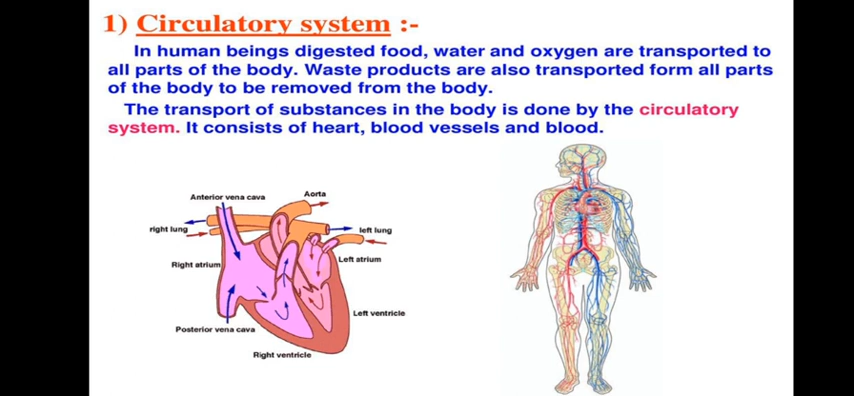 1) Circulatory system :-
In human beings digested food, water and oxygen are transported to
all parts of the body. Waste products are also transported form all parts
of the body to be removed from the body.
The transport of substances in the body is done by the circulatory
system. It consists of heart, blood vessels and blood.
Anterior vena cava
Aorta
right lung
left lung
Right atrium
Left atrium
Left ventricle
Posterior vena cava
Right ventricle